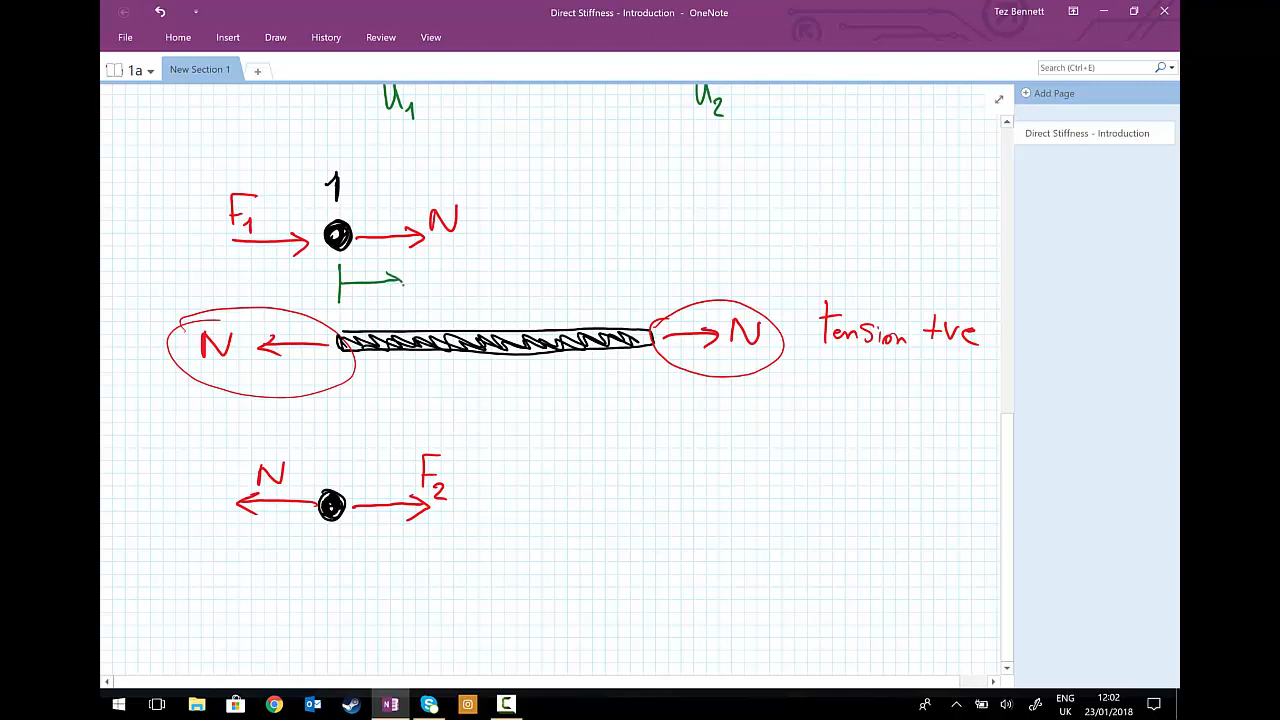 Direct Stiffness - Introduction - OneNote
Tez Bennett
File Home Insert Draw History Review View
1a New Section 1
Search (Ctrl+E)
Add Page
Direct Stiffness - Introduction
U1 U2
1
F1 N
N N tension +ve
N F2
ENG 12:02
UK 23/01/2018